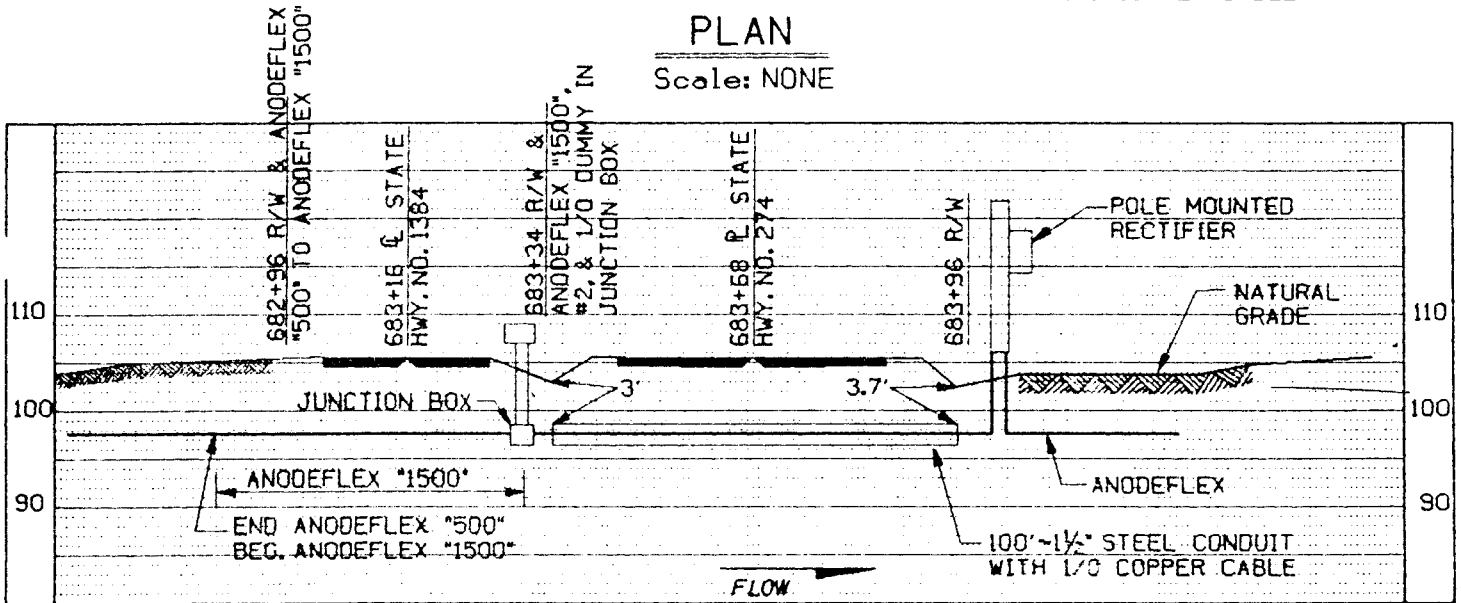 PLAN
Scale: NONE
682+96 R/W & ANODEFLEX
"500" TO ANODEFLEX "1500"
683+16 ℄ STATE
HWY. NO. 1384
683+34 R/W &
ANODEFLEX "1500",
#2, & 1/0 DUMMY IN
JUNCTION BOX
683+68 ℄ STATE
HWY. NO. 274
683+96 R/W
POLE MOUNTED
RECTIFIER
NATURAL
GRADE
110
110
3'
3.7'
JUNCTION BOX
100
100
ANODEFLEX "1500"
ANODEFLEX
90
90
END ANODEFLEX "500"
BEG. ANODEFLEX "1500"
100'~1½" STEEL CONDUIT
WITH 1/0 COPPER CABLE
FLOW